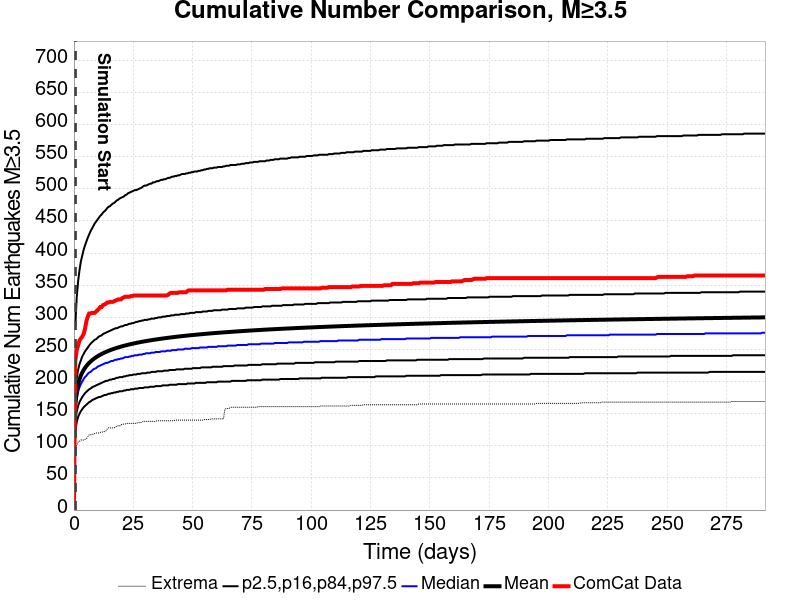 Cumulative Number Comparison, M≥3.5
Cumulative Num Earthquakes M≥3.5
700
650
600
550
500
450
400
350
300
250
200
150
100
50
0
Simulation Start
0 25 50 75 100 125 150 175 200 225 250 275
Time (days)
Extrema p2.5,p16,p84,p97.5 Median Mean ComCat Data